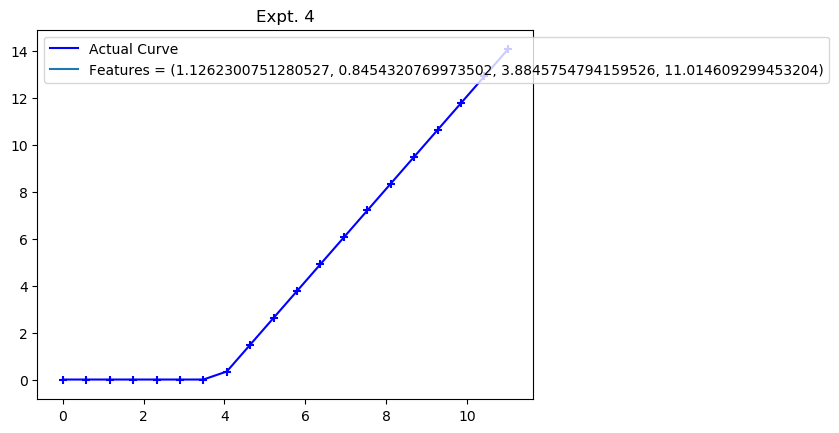 Expt. 4
Actual Curve
Features = (1.1262300751280527, 0.8454320769973502, 3.8845754794159526, 11.014609299453204)
14
12
10
8
6
4
2
0
0 2 4 6 8 10